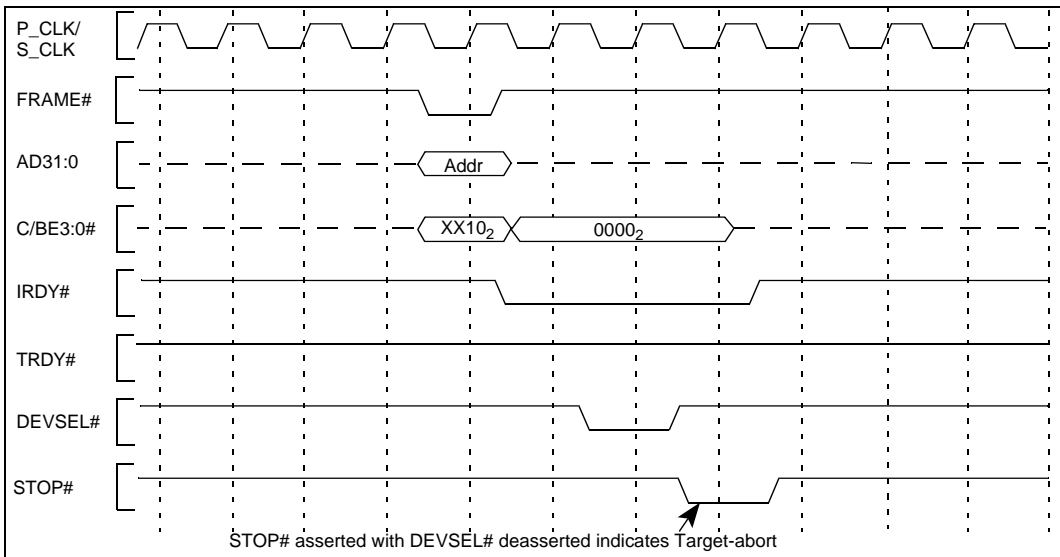 P_CLK/
S_CLK
FRAME#
AD31:0
Addr
C/BE3:0#
XX10₂
0000₂
IRDY#
TRDY#
DEVSEL#
STOP#
STOP# asserted with DEVSEL# deasserted indicates Target-abort